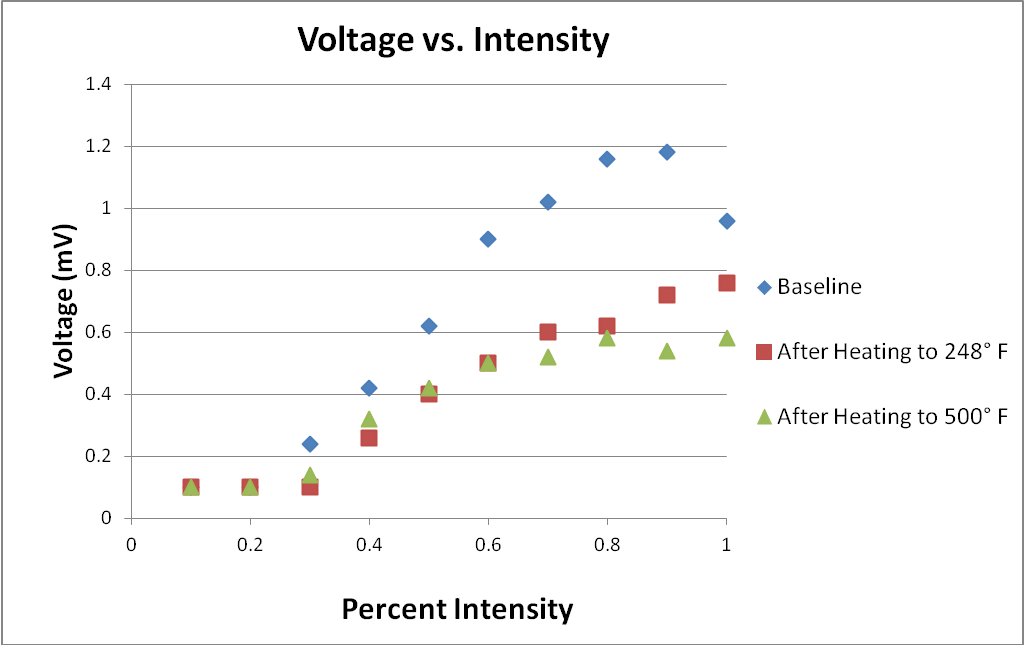 Voltage vs. Intensity
1.4
1.2
1
0.8
0.6
0.4
0.2
0
Voltage (mV)
0 0.2 0.4 0.6 0.8 1
Percent Intensity
Baseline
After Heating to 248° F
After Heating to 500° F